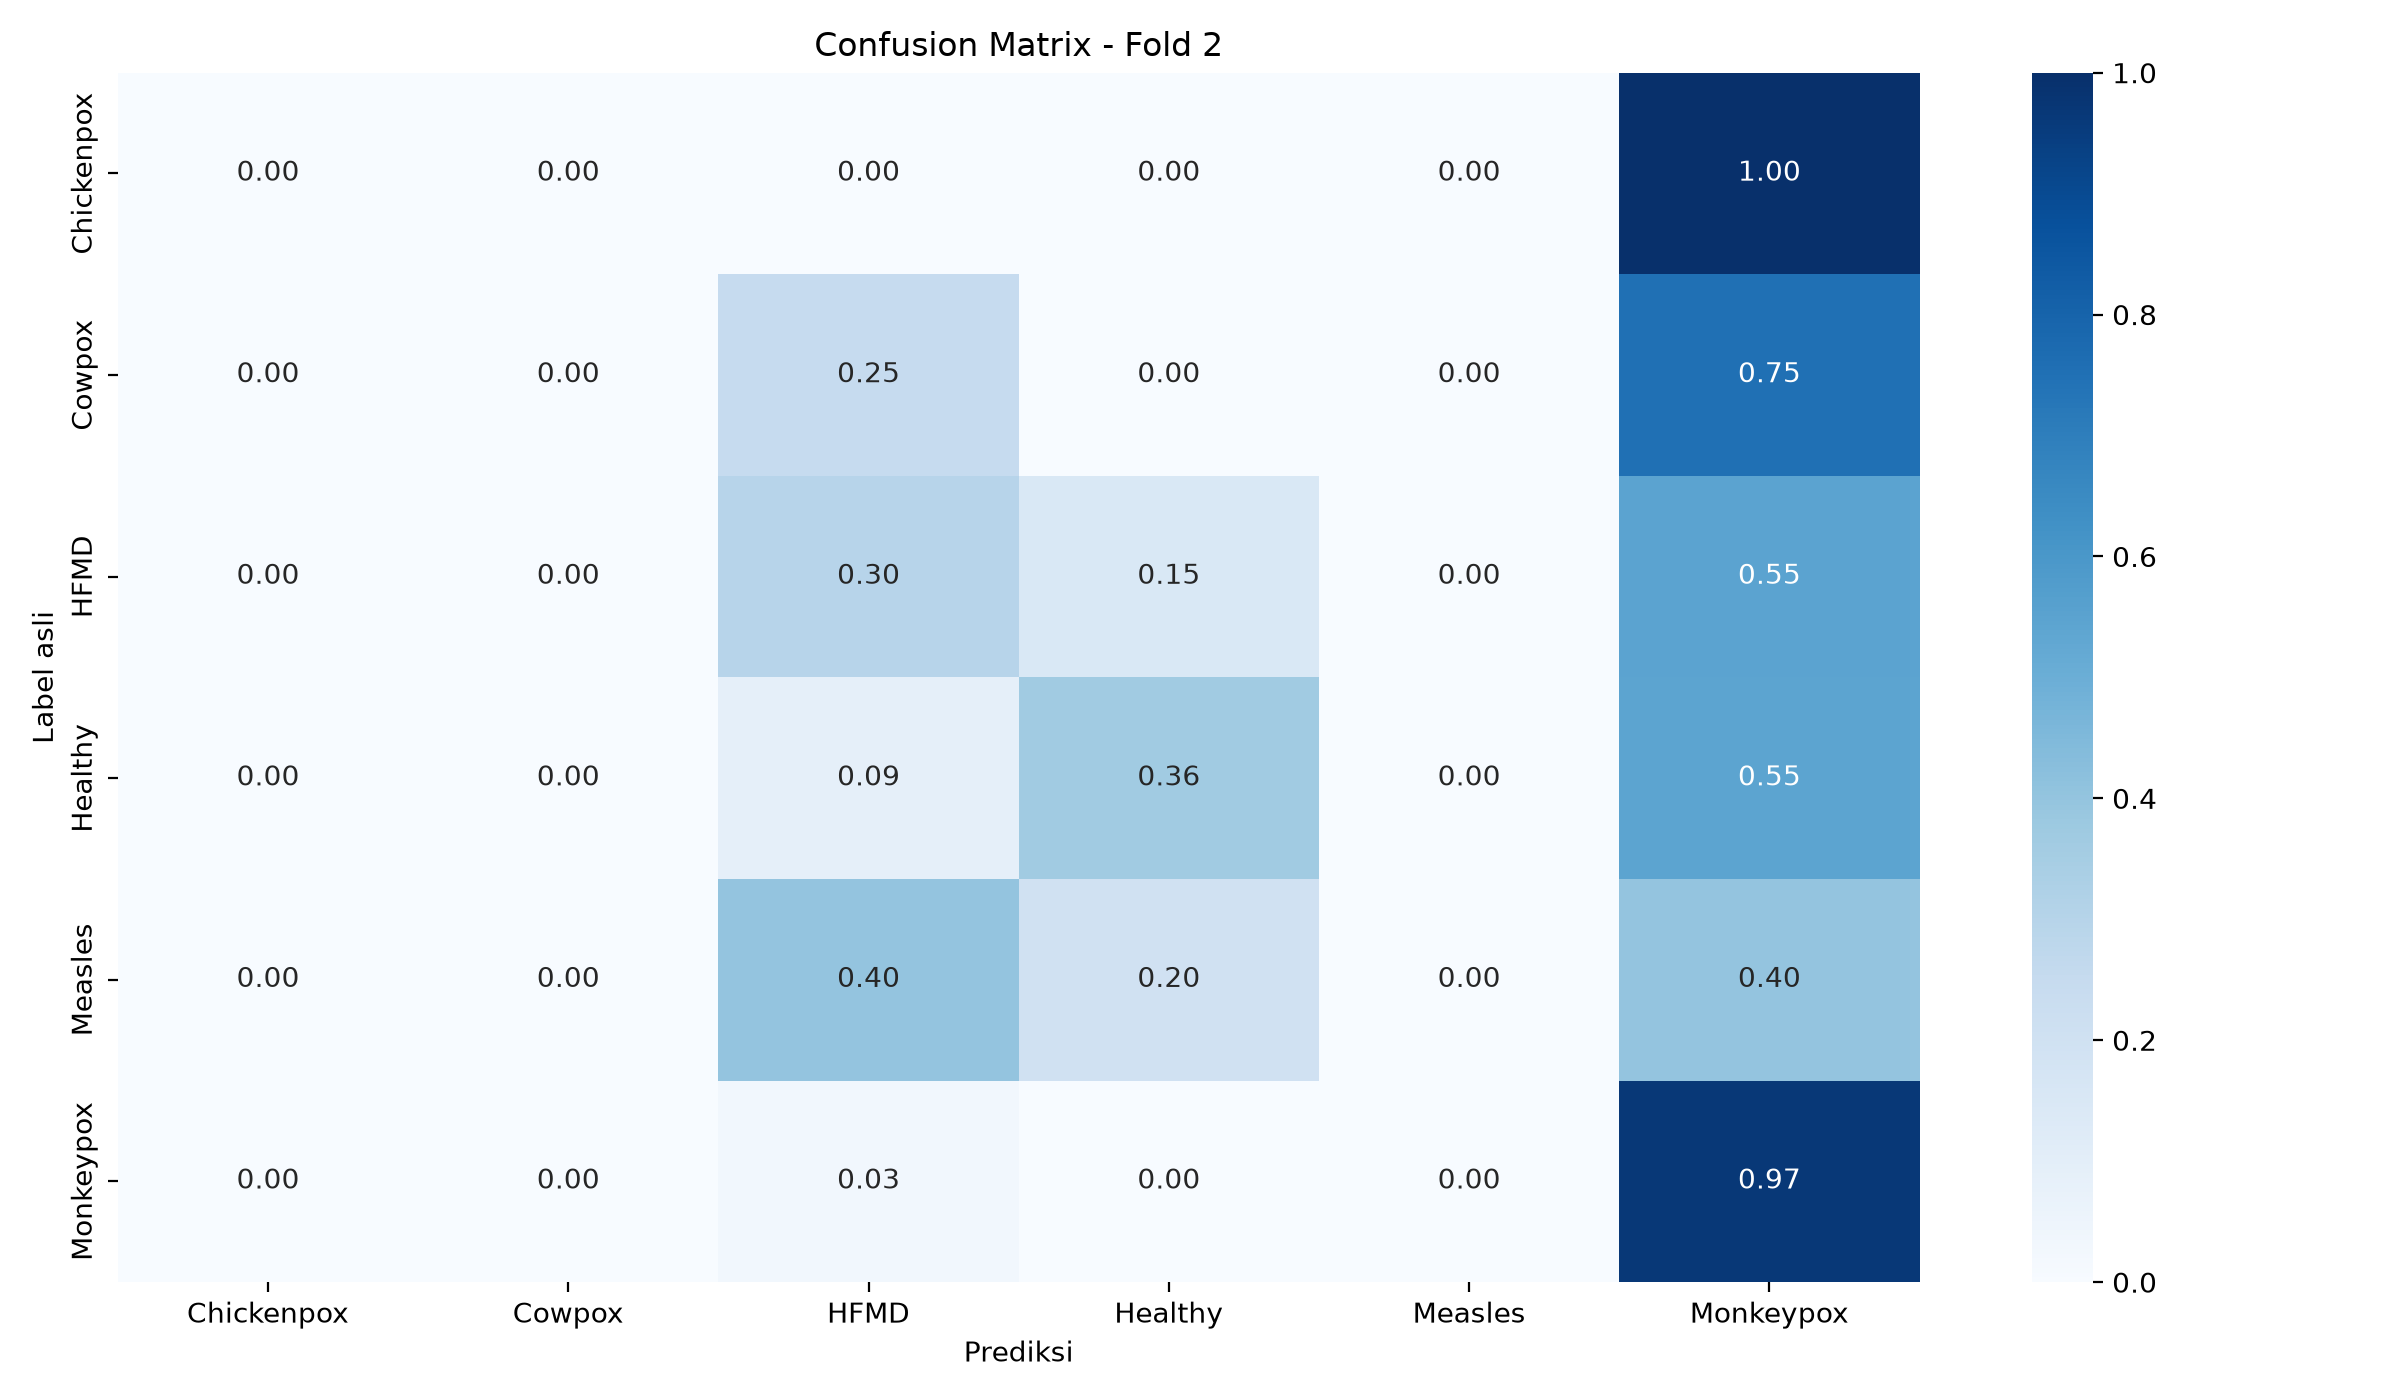 Confusion Matrix - Fold 2
Label asli
Chickenpox 0.00 0.00 0.00 0.00 0.00 1.00
Cowpox 0.00 0.00 0.25 0.00 0.00 0.75
HFMD 0.00 0.00 0.30 0.15 0.00 0.55
Healthy 0.00 0.00 0.09 0.36 0.00 0.55
Measles 0.00 0.00 0.40 0.20 0.00 0.40
Monkeypox 0.00 0.00 0.03 0.00 0.00 0.97
Chickenpox Cowpox HFMD Healthy Measles Monkeypox
Prediksi
1.0
0.8
0.6
0.4
0.2
0.0